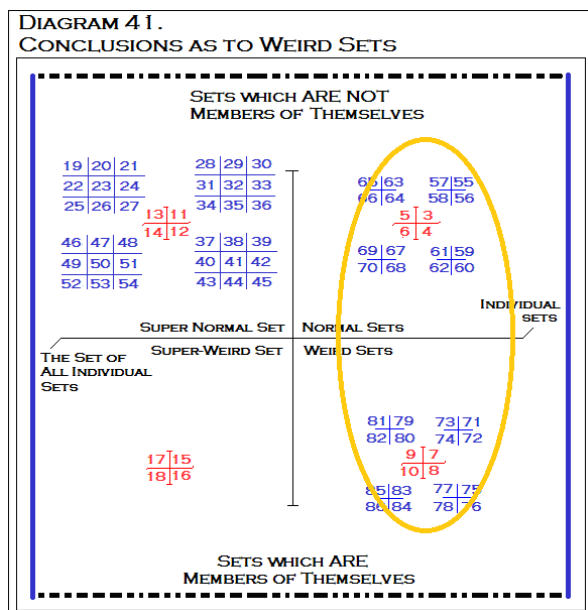 DIAGRAM 41.
CONCLUSIONS AS TO WEIRD SETS
SETS WHICH ARE NOT
MEMBERS OF THEMSELVES
19 20 21
22 23 24
25 26 27
28 29 30
31 32 33
34 35 36
13 11
14 12
46 47 48
49 50 51
52 53 54
37 38 39
40 41 42
43 44 45
65 63
66 64
57 55
58 56
5 3
6 4
69 67
70 68
61 59
62 60
SUPER NORMAL SET
NORMAL SETS
INDIVIDUAL
SETS
SUPER-WEIRD SET
WEIRD SETS
THE SET OF
ALL INDIVIDUAL
SETS
17 15
18 16
81 79
82 80
73 71
74 72
9 7
10 8
85 83
86 84
77 75
78 76
SETS WHICH ARE
MEMBERS OF THEMSELVES